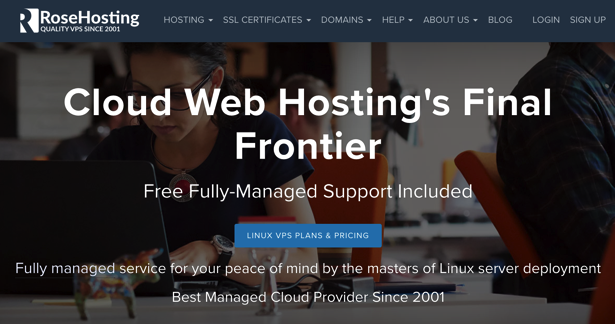 RoseHosting
QUALITY VPS SINCE 2001
HOSTING SSL CERTIFICATES DOMAINS HELP ABOUT US BLOG LOGIN SIGN UP
Cloud Web Hosting's Final
Frontier
Free Fully-Managed Support Included
LINUX VPS PLANS & PRICING
Fully managed service for your peace of mind by the masters of Linux server deployment
Best Managed Cloud Provider Since 2001